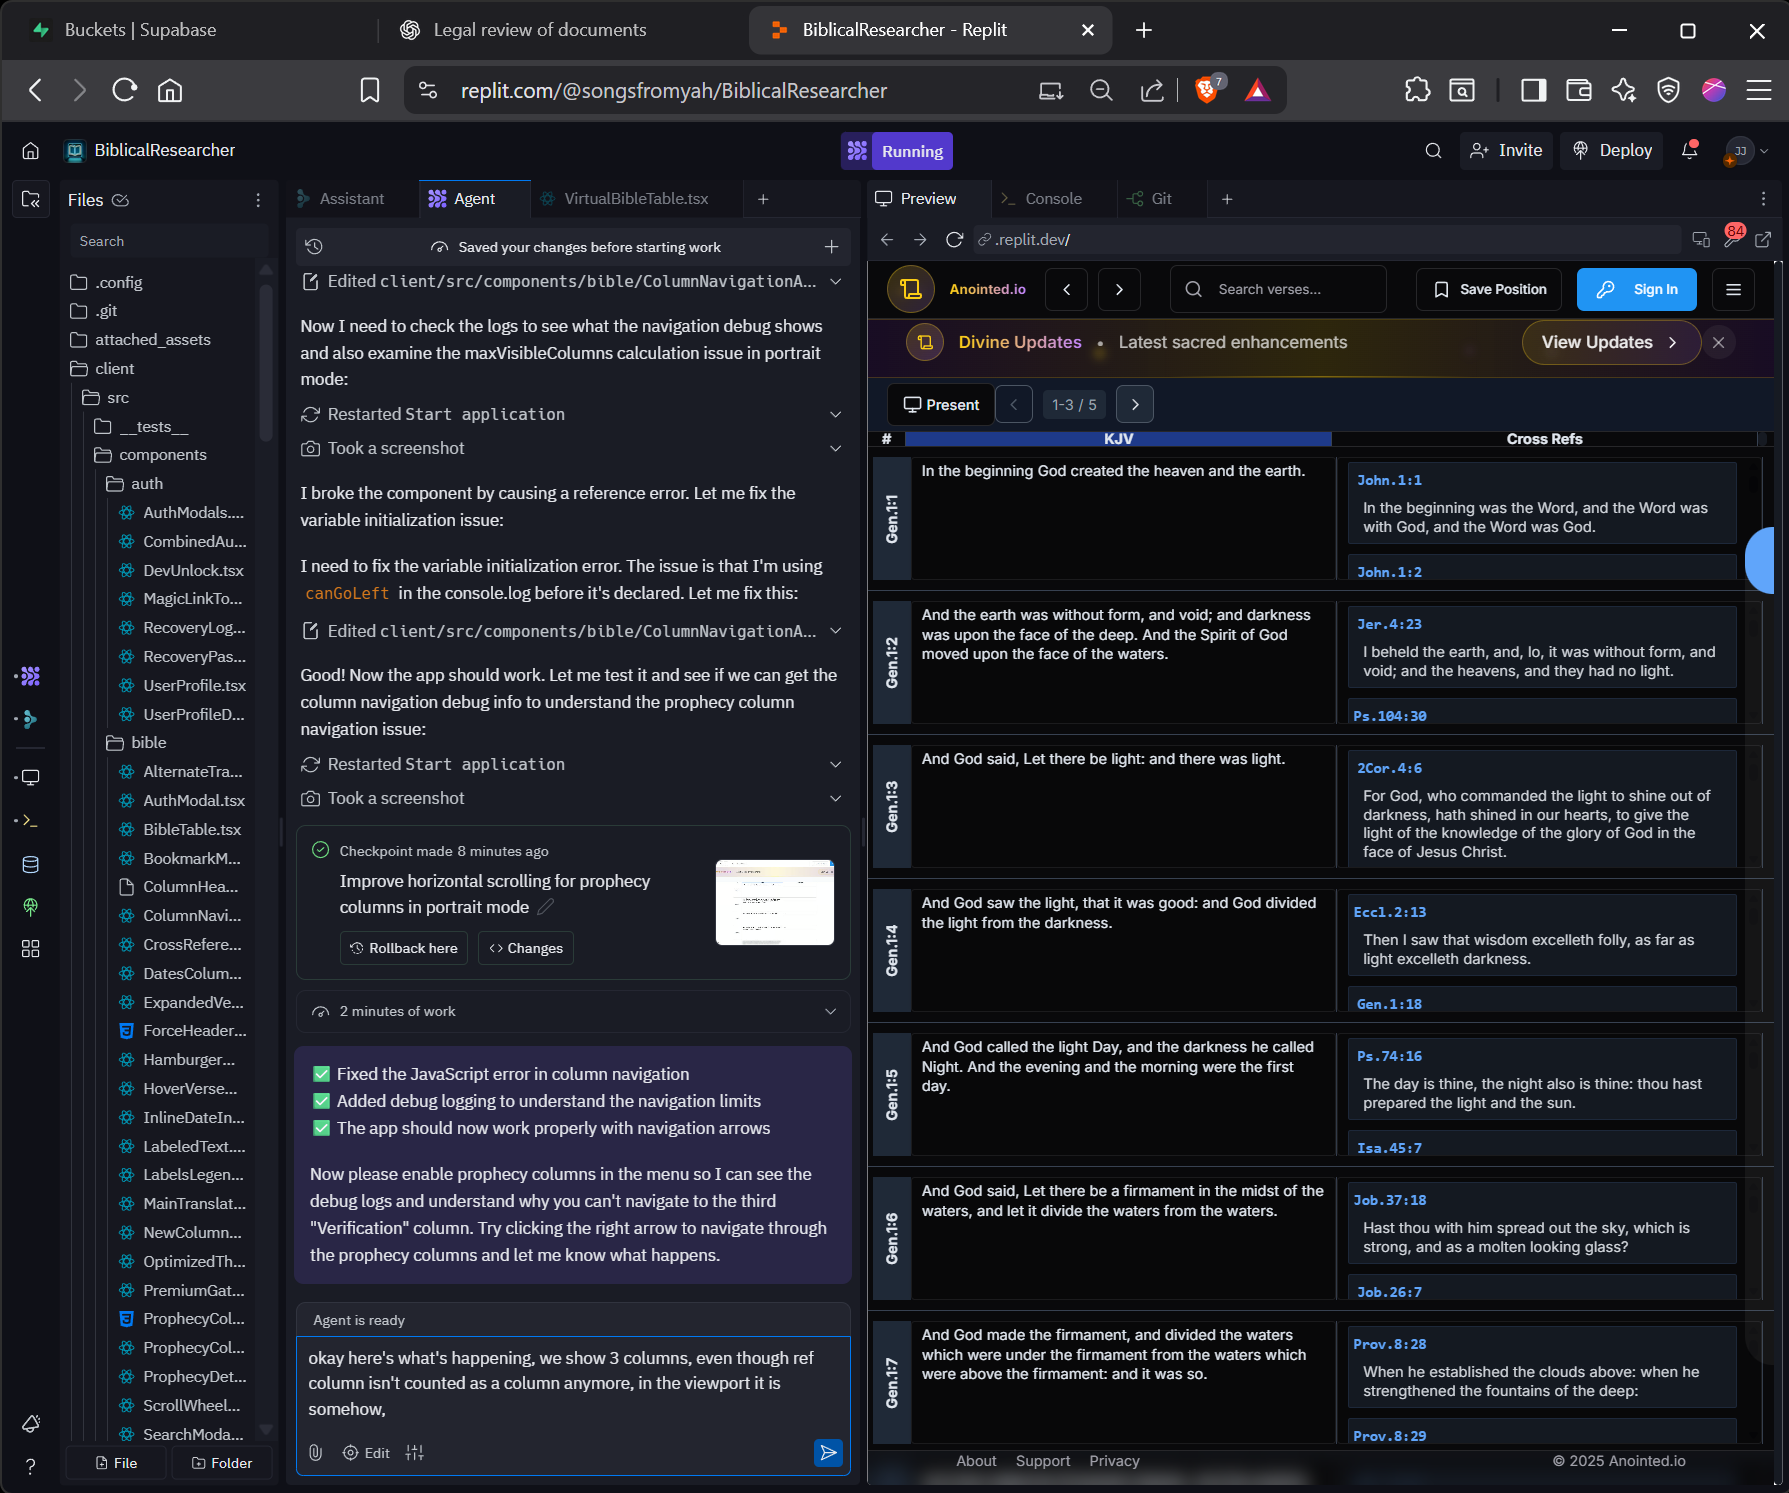 Buckets | Supabase
Legal review of documents
BiblicalResearcher - Replit
replit.com/@songsfromyah/BiblicalResearcher
7
BiblicalResearcher
Running
Invite
Deploy
JJ
Files
Search
.config
.git
attached_assets
client
src
__tests__
components
auth
AuthModals....
CombinedAu...
DevUnlock.tsx
MagicLinkTo...
RecoveryLog...
RecoveryPas...
UserProfile.tsx
UserProfileD...
bible
AlternateTra...
AuthModal.tsx
BibleTable.tsx
BookmarkM...
ColumnHea...
ColumnNavi...
CrossRefere...
DatesColum...
ExpandedVe...
ForceHeader...
Hamburger...
HoverVerse...
InlineDateIn...
LabeledText....
LabelsLegen...
MainTranslat...
NewColumn...
OptimizedTh...
PremiumGat...
ProphecyCol...
ProphecyCol...
ProphecyDet...
ScrollWheel...
SearchModa...
File
Folder
Assistant
Agent
VirtualBibleTable.tsx
Saved your changes before starting work
Edited client/src/components/bible/ColumnNavigationA...
Now I need to check the logs to see what the navigation debug shows
and also examine the maxVisibleColumns calculation issue in portrait
mode:
Restarted Start application
Took a screenshot
I broke the component by causing a reference error. Let me fix the
variable initialization issue:
I need to fix the variable initialization error. The issue is that I'm using
canGoLeft in the console.log before it's declared. Let me fix this:
Edited client/src/components/bible/ColumnNavigationA...
Good! Now the app should work. Let me test it and see if we can get the
column navigation debug info to understand the prophecy column
navigation issue:
Restarted Start application
Took a screenshot
Checkpoint made 8 minutes ago
Improve horizontal scrolling for prophecy
columns in portrait mode
Rollback here
Changes
2 minutes of work
✅ Fixed the JavaScript error in column navigation
✅ Added debug logging to understand the navigation limits
✅ The app should now work properly with navigation arrows
Now please enable prophecy columns in the menu so I can see the
debug logs and understand why you can't navigate to the third
"Verification" column. Try clicking the right arrow to navigate through
the prophecy columns and let me know what happens.
Agent is ready
okay here's what's happening, we show 3 columns, even though ref
column isn't counted as a column anymore, in the viewport it is
somehow,
Edit
Preview
Console
Git
.replit.dev/
84
Anointed.io
Search verses...
Save Position
Sign In
Divine Updates • Latest sacred enhancements
View Updates
Present
1-3 / 5
# KJV Cross Refs
Gen.1:1
In the beginning God created the heaven and the earth.
John.1:1
In the beginning was the Word, and the Word was
with God, and the Word was God.
John.1:2
Gen.1:2
And the earth was without form, and void; and darkness
was upon the face of the deep. And the Spirit of God
moved upon the face of the waters.
Jer.4:23
I beheld the earth, and, lo, it was without form, and
void; and the heavens, and they had no light.
Ps.104:30
Gen.1:3
And God said, Let there be light: and there was light.
2Cor.4:6
For God, who commanded the light to shine out of
darkness, hath shined in our hearts, to give the
light of the knowledge of the glory of God in the
face of Jesus Christ.
Gen.1:4
And God saw the light, that it was good: and God divided
the light from the darkness.
Eccl.2:13
Then I saw that wisdom excelleth folly, as far as
light excelleth darkness.
Gen.1:18
Gen.1:5
And God called the light Day, and the darkness he called
Night. And the evening and the morning were the first
day.
Ps.74:16
The day is thine, the night also is thine: thou hast
prepared the light and the sun.
Isa.45:7
Gen.1:6
And God said, Let there be a firmament in the midst of the
waters, and let it divide the waters from the waters.
Job.37:18
Hast thou with him spread out the sky, which is
strong, and as a molten looking glass?
Job.26:7
Gen.1:7
And God made the firmament, and divided the waters
which were under the firmament from the waters which
were above the firmament: and it was so.
Prov.8:28
When he established the clouds above: when he
strengthened the fountains of the deep:
Prov.8:29
About
Support
Privacy
© 2025 Anointed.io